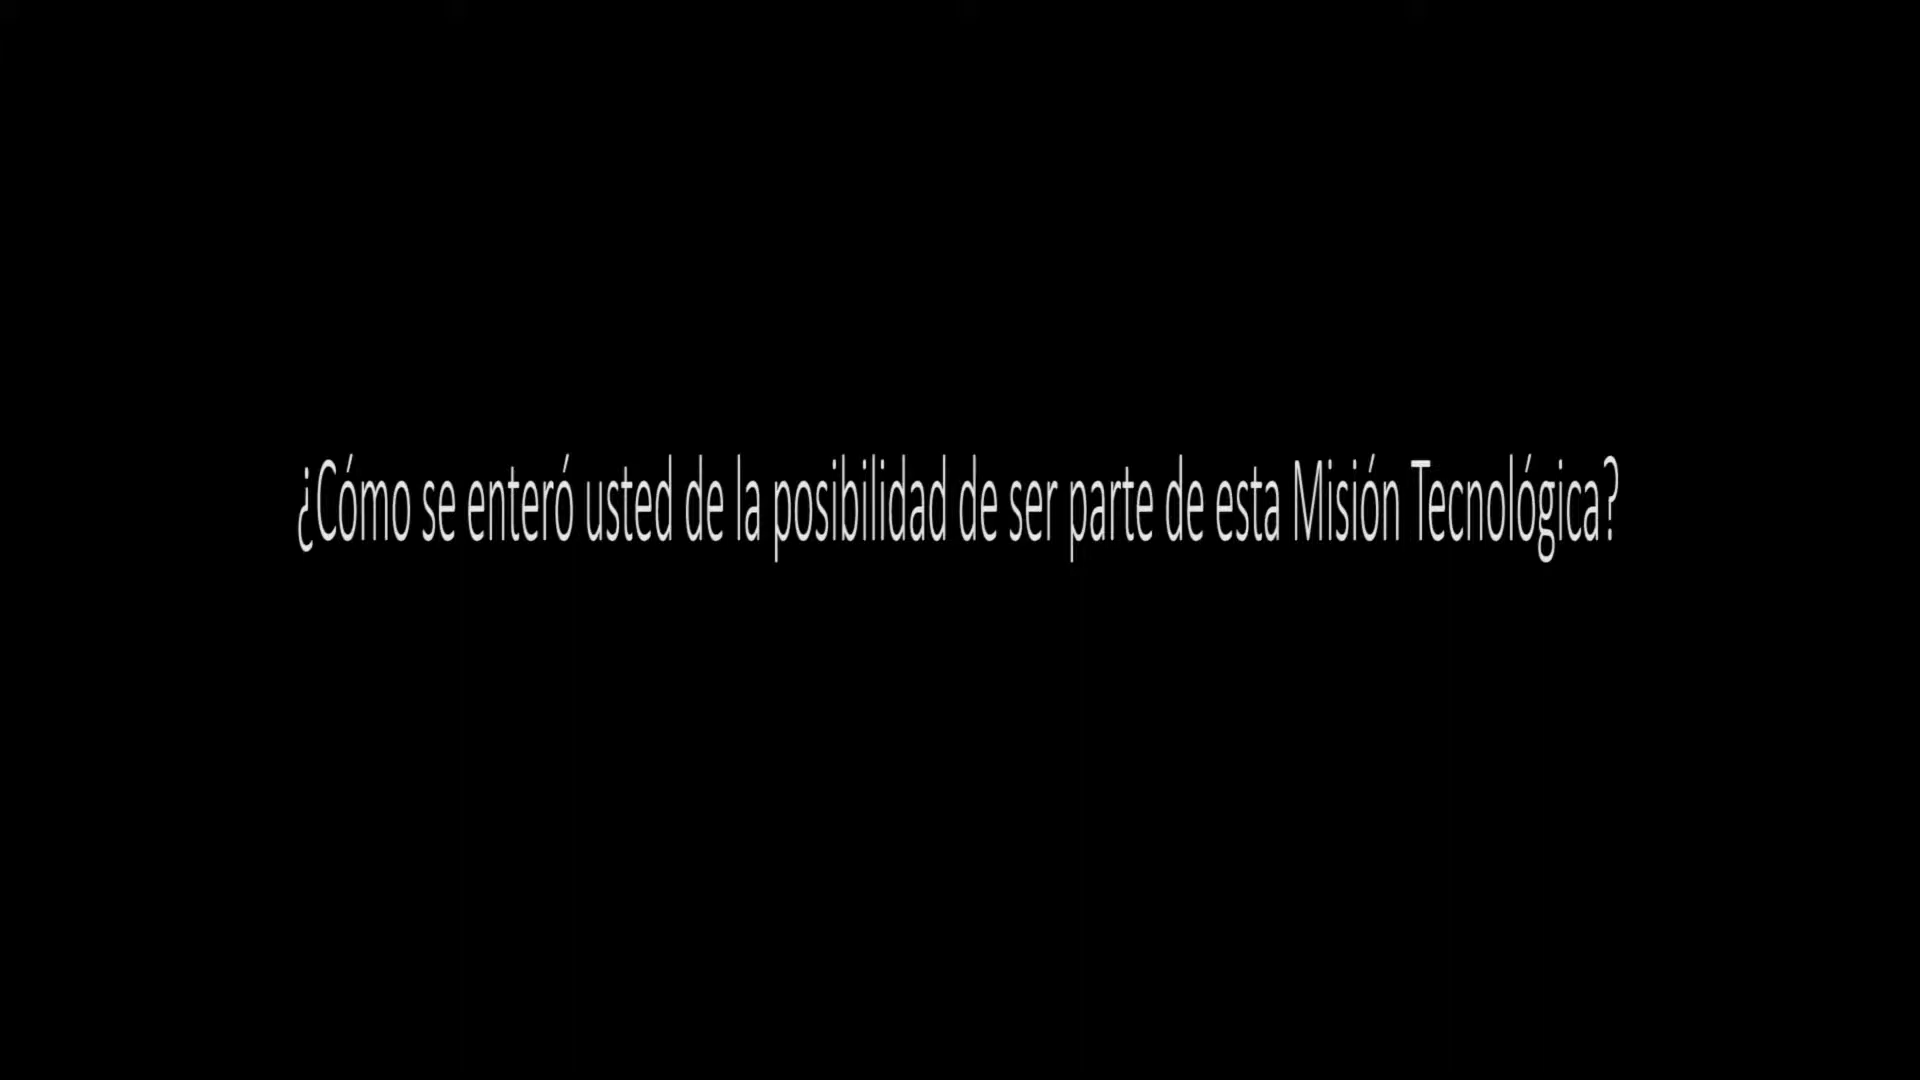 ¿Cómo se enteró usted de la posibilidad de ser parte de esta Misión Tecnológica?